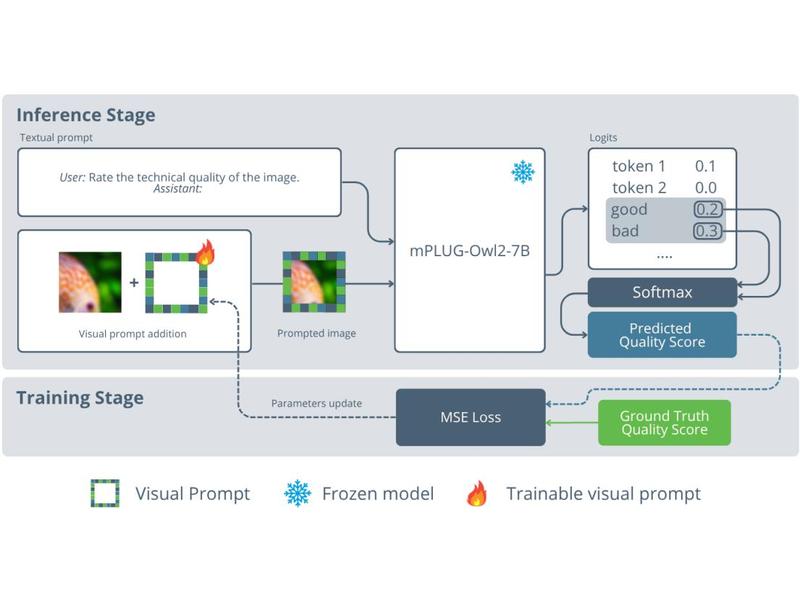 Inference Stage
Textual prompt
User: Rate the technical quality of the image.
Assistant:
Visual prompt addition
+
Prompted image
mPLUG-Owl2-7B
Logits
token 1 0.1
token 2 0.0
good 0.2
bad 0.3
....
Softmax
Predicted
Quality Score
Training Stage
Parameters update
MSE Loss
Ground Truth
Quality Score
Visual Prompt
Frozen model
Trainable visual prompt